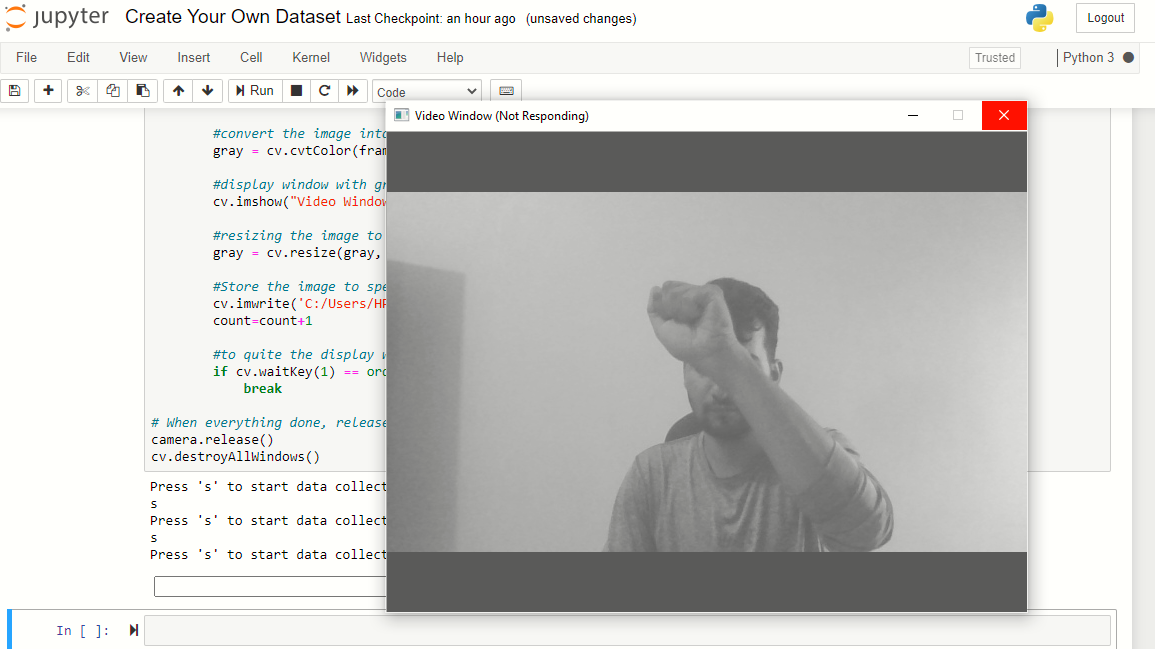 jupyter Create Your Own Dataset Last Checkpoint: an hour ago (unsaved changes) Logout
File Edit View Insert Cell Kernel Widgets Help Trusted Python 3
Run Code
Video Window (Not Responding)
#convert the image into
gray = cv.cvtColor(fram
#display window with gr
cv.imshow("Video Window
#resizing the image to
gray = cv.resize(gray,
#Store the image to spe
cv.imwrite('C:/Users/HP
count=count+1
#to quite the display w
if cv.waitKey(1) == ord
break
# When everything done, release
camera.release()
cv.destroyAllWindows()
Press 's' to start data collect
s
Press 's' to start data collect
s
Press 's' to start data collect
In [ ]: